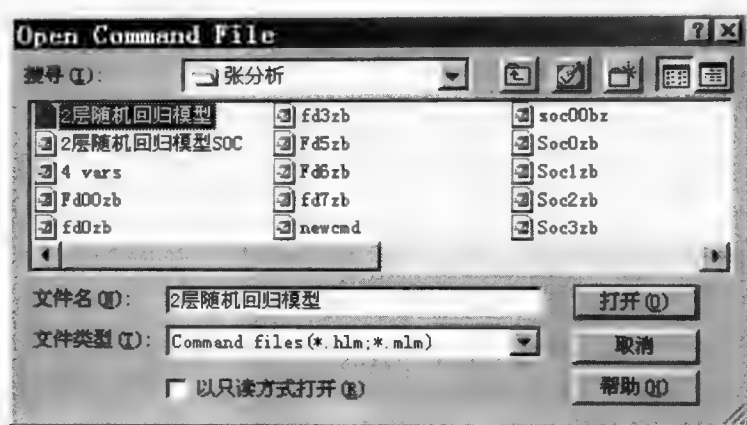 Open Command File
搜寻(I): 张分析
2层随机回归模型 fd3zb soc00bz
2层随机回归模型SOC Fd5zb Soc0zb
4 vars Fd6zb Soc1zb
Fd00zb fd7zb Soc2zb
fd0zb newcmd Soc3zb
文件名(N): 2层随机回归模型 打开(O)
文件类型(T): Command files(*.hlm;*.mlm) 取消
以只读方式打开(R) 帮助(H)